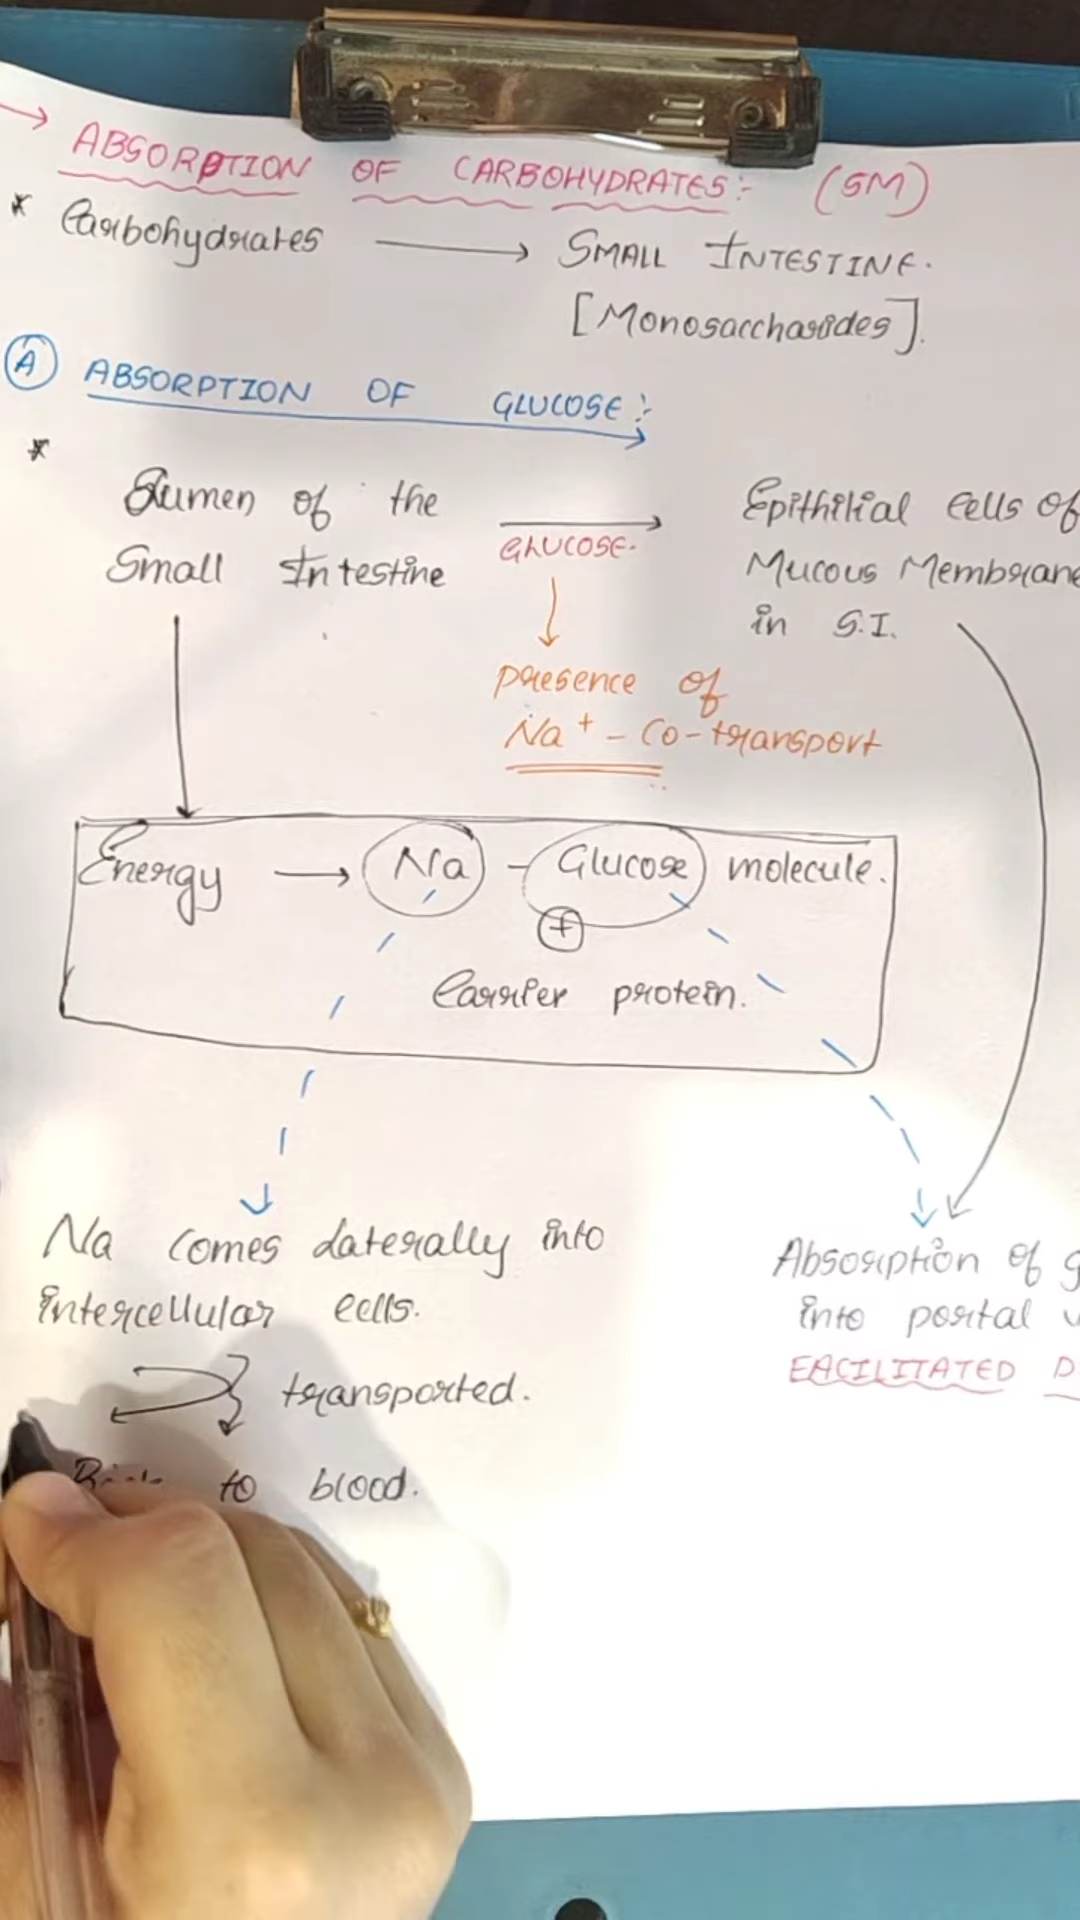 → ABSORPTION OF CARBOHYDRATES:- (5M)
* Carbohydrates → SMALL INTESTINE.
[Monosaccharides].
(A) ABSORPTION OF GLUCOSE:-
*
Lumen of the
Small Intestine
→
GLUCOSE.
Epithilial Cells of
Mucous Membrane
in S.I.
presence of
Na+ - Co-transport
Energy → Na - Glucose molecule.
+
Carrier protein.
Na comes laterally into
intercellular cells.
transported.
to blood.
Absorption of
into portal
FACILITATED